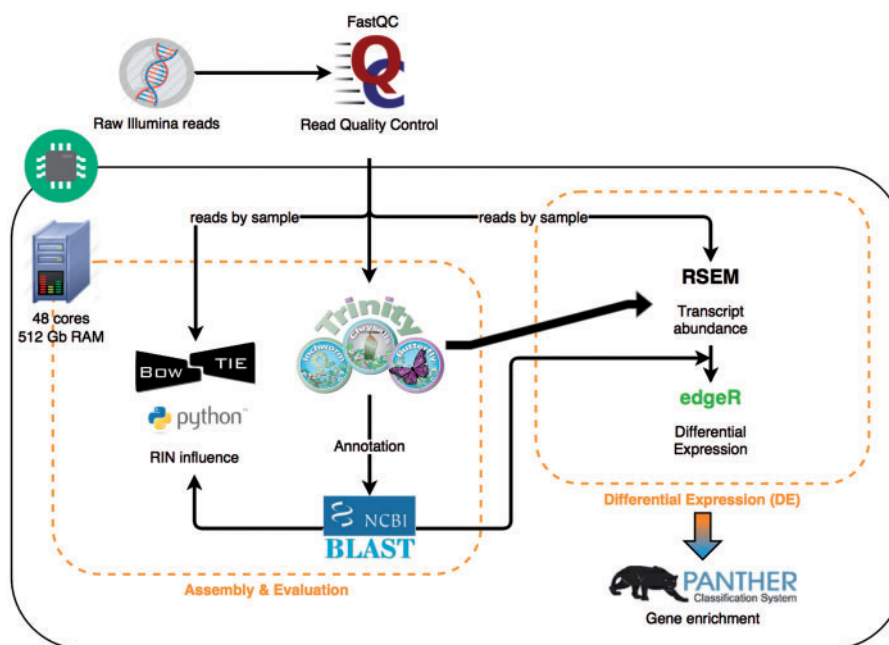 FastQC
QC
Raw Illumina reads
Read Quality Control
reads by sample
reads by sample
48 cores
512 Gb RAM
Trinity
Inchworm
Chrysalis
Butterfly
RSEM
Transcript
abundance
BOW TIE
python™
RIN influence
edgeR
Differential
Expression
Annotation
NCBI
BLAST
Assembly & Evaluation
Differential Expression (DE)
PANTHER
Classification System
Gene enrichment